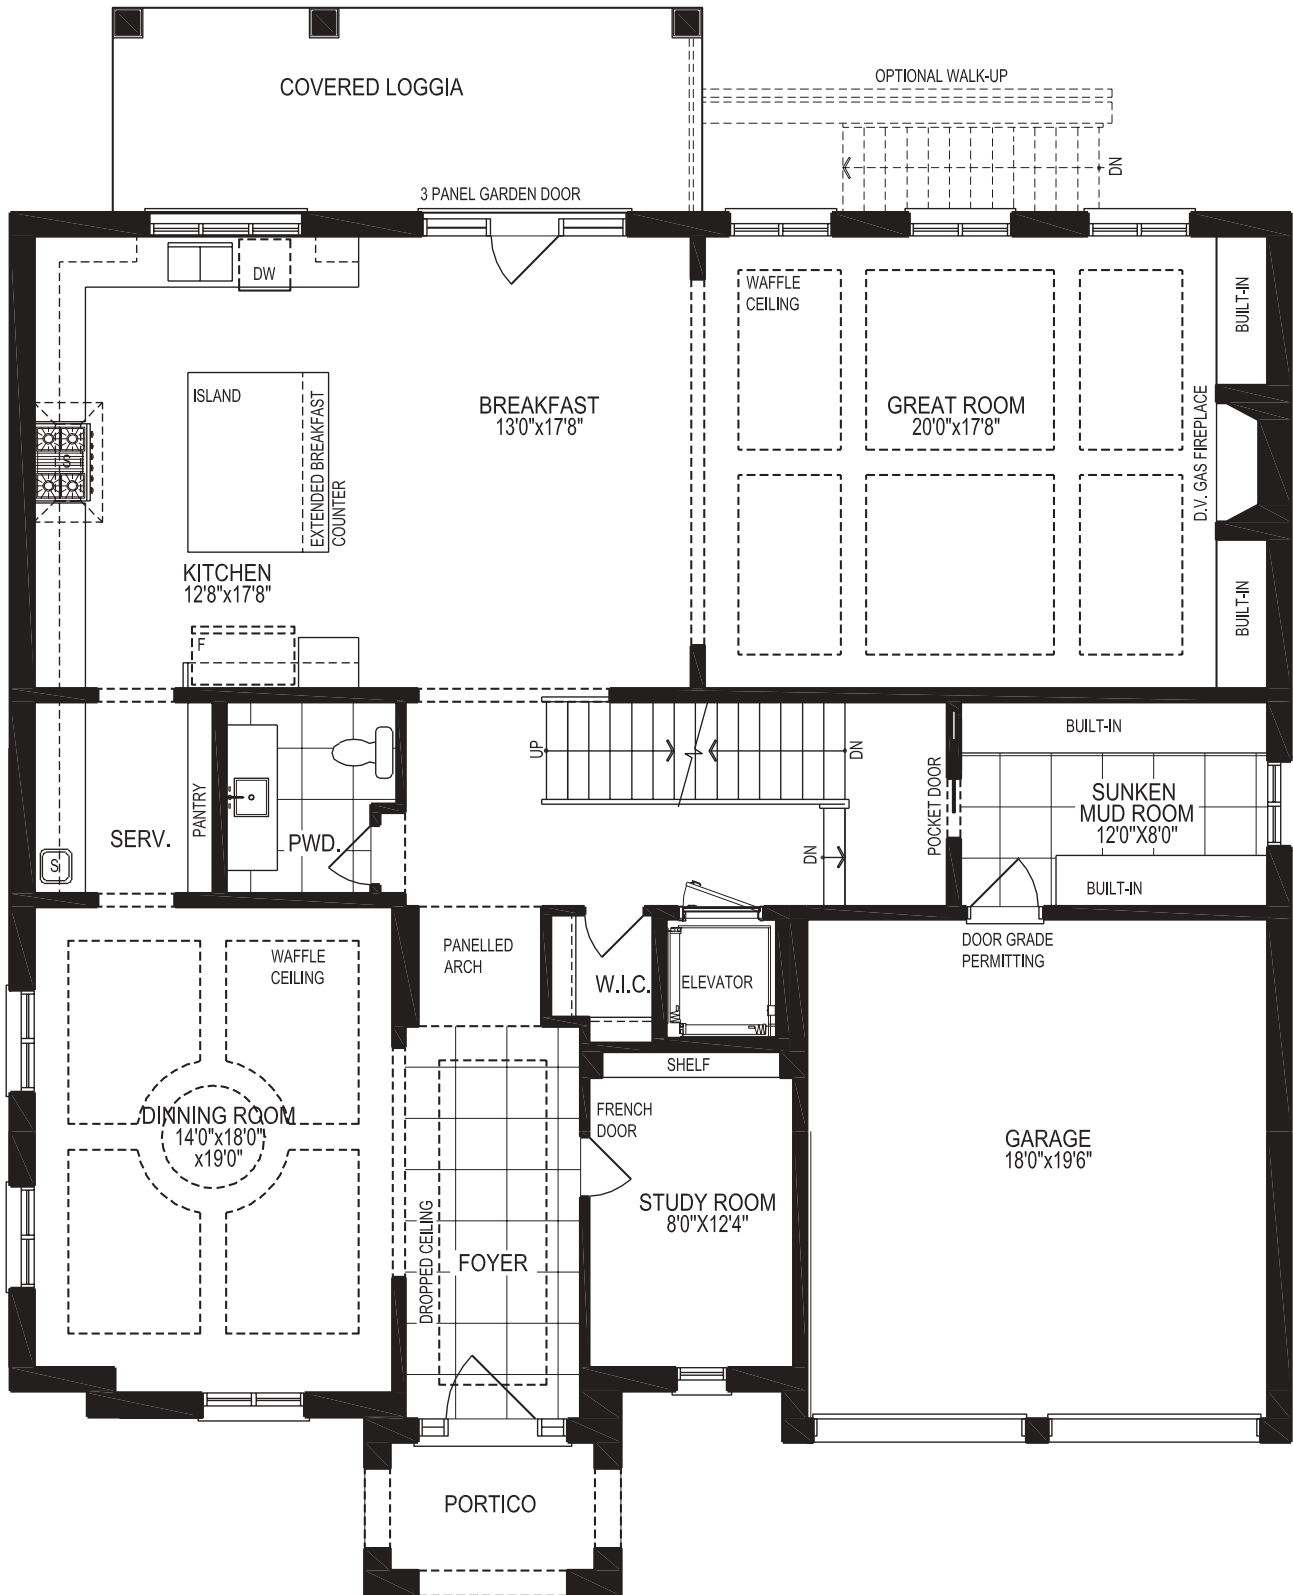 COVERED LOGGIA
OPTIONAL WALK-UP
DN
3 PANEL GARDEN DOOR
DW
WAFFLE
CEILING
BUILT-IN
ISLAND
EXTENDED BREAKFAST
COUNTER
BREAKFAST
13'0"x17'8"
GREAT ROOM
20'0"x17'8"
D.V. GAS FIREPLACE
S
KITCHEN
12'8"x17'8"
BUILT-IN
F
UP
DN
BUILT-IN
POCKET DOOR
SUNKEN
MUD ROOM
12'0"X8'0"
SERV.
PANTRY
PWD.
DN
S
BUILT-IN
WAFFLE
CEILING
PANELLED
ARCH
W.I.C.
ELEVATOR
DOOR GRADE
PERMITTING
SHELF
FRENCH
DOOR
DINNING ROOM
14'0"x18'0"
x19'0"
GARAGE
18'0"x19'6"
STUDY ROOM
8'0"X12'4"
DROPPED CEILING
FOYER
PORTICO